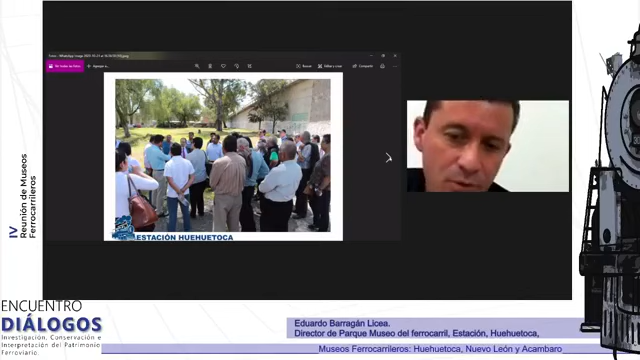 IV
Reunión de Museos
Ferrocarrileros
ESTACIÓN HUEHUETOCA
ENCUENTRO
DIÁLOGOS
Investigación, Conservación e
Interpretación del Patrimonio
Ferroviario.
Eduardo Barragán Licea.
Director de Parque Museo del ferrocarril, Estación, Huehuetoca,
Museos Ferrocarrileros: Huehuetoca, Nuevo León y Acambaro